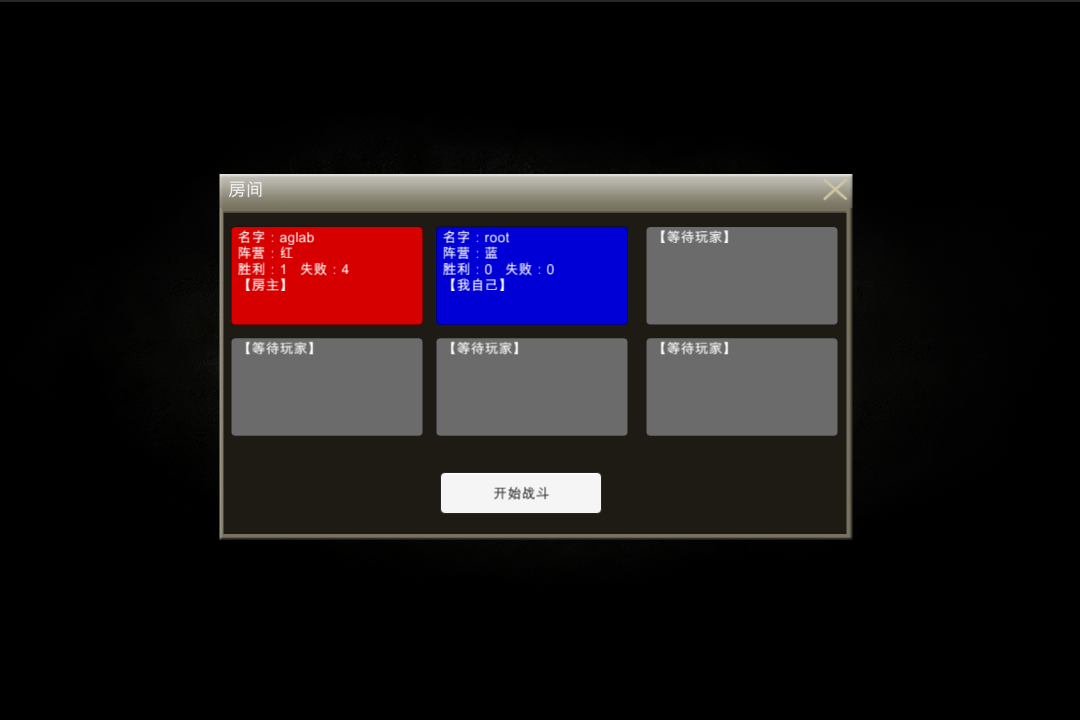 房间
名字：aglab
阵营：红
胜利：1 失败：4
【房主】
名字：root
阵营：蓝
胜利：0 失败：0
【我自己】
【等待玩家】
【等待玩家】
【等待玩家】
【等待玩家】
开始战斗